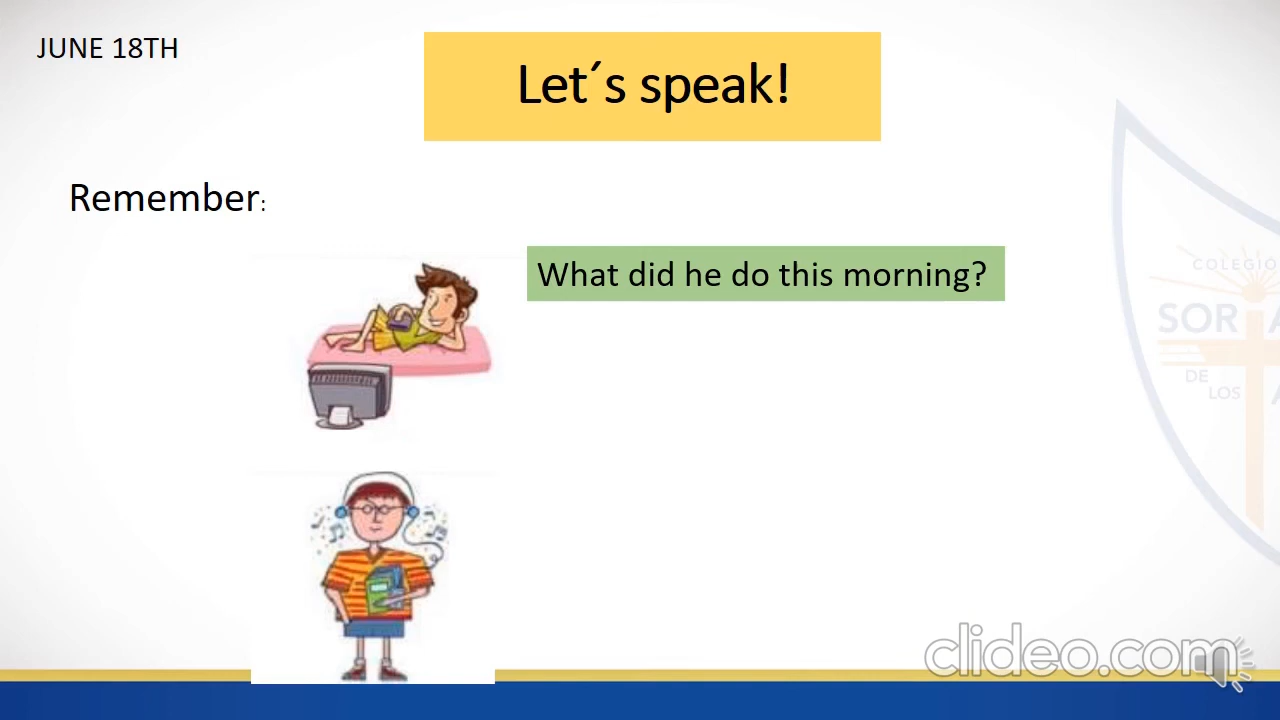 JUNE 18TH
Let´s speak!
Remember:
What did he do this morning?
COLEGIO
SOR
DE
LOS
clideo.com